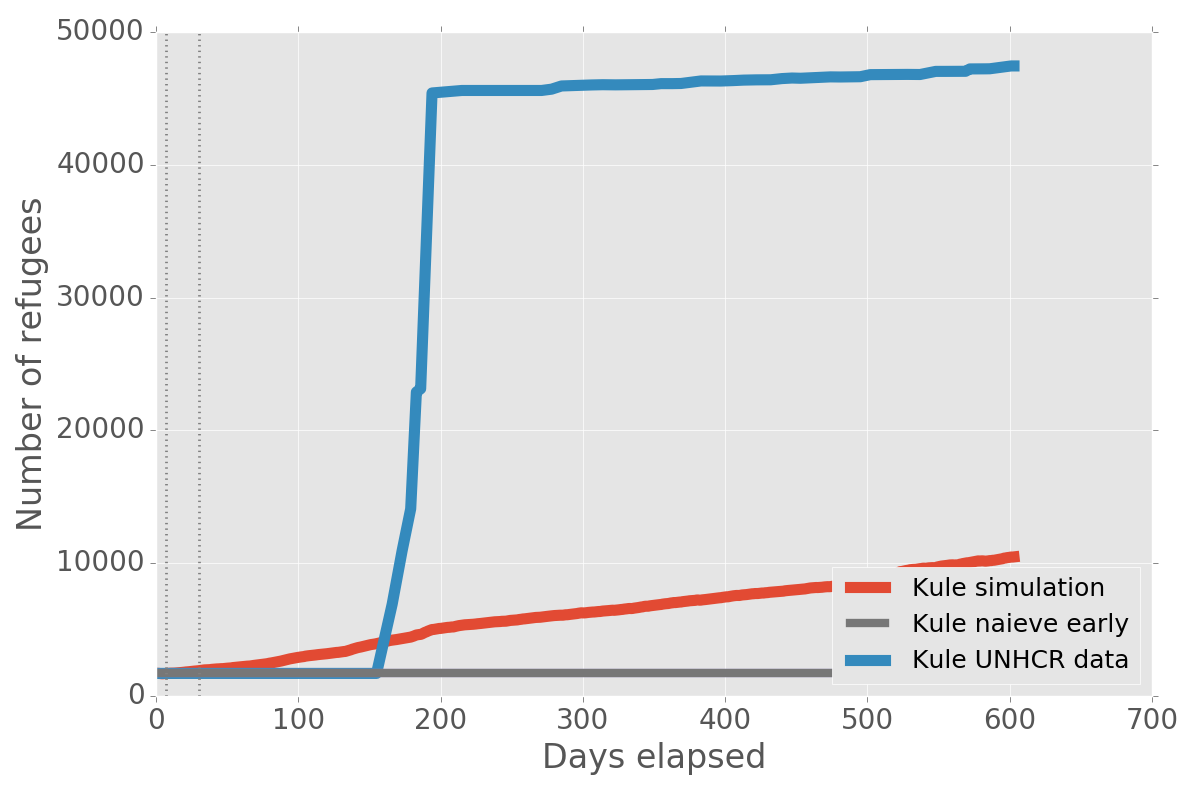 50000
40000
30000
20000
10000
0
Number of refugees
0 100 200 300 400 500 600 700
Days elapsed
Kule simulation
Kule naieve early
Kule UNHCR data